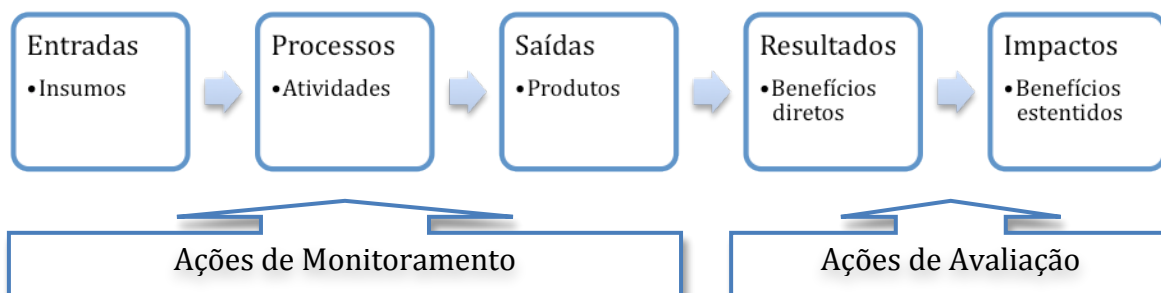 Entradas
•Insumos
Processos
•Atividades
Saídas
•Produtos
Resultados
•Benefícios
diretos
Impactos
•Benefícios
estentidos
Ações de Monitoramento
Ações de Avaliação